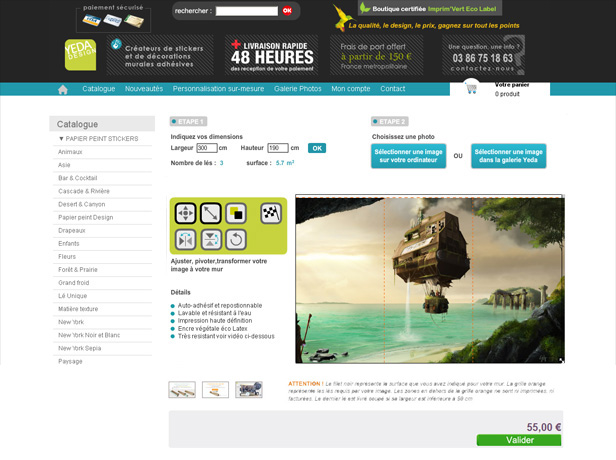 paiement sécurisé
rechercher :
OK
Boutique certifiée Imprim'Vert Eco Label
La qualité, le design, le prix, gagnez sur tout les points
YEDA
DESIGN
Créateurs de stickers
et de décorations
murales adhésives
LIVRAISON RAPIDE
48 HEURES
des reception de votre paiement
Frais de port offert
à partir de 150 €
France metropolitaine
Une question, une info ?
03 86 75 18 63
contactez-nous
Catalogue
Nouveautés
Personnalisation sur-mesure
Galerie Photos
Mon compte
Contact
Votre panier
0 produit
Catalogue
▼ PAPIER PEINT STICKERS
Animaux
Asie
Bar & Cocktail
Cascade & Rivière
Desert & Canyon
Papier peint Design
Drapeaux
Enfants
Fleurs
Forêt & Prairie
Grand froid
Lé Unique
Matière texture
New York
New York Noir et Blanc
New York Sepia
Paysage
ETAPE 1
Indiquez vos dimensions
Largeur 300 cm Hauteur 190 cm OK
Nombre de lés : 3 surface : 5.7 m²
ETAPE 2
Choisissez une photo
Sélectionner une image
sur votre ordinateur
OU
Sélectionner une image
dans la galerie Yeda
Ajuster, pivoter,transformer votre
image à votre mur
Détails
Auto-adhésif et repostionnable
Lavable et résistant à l'eau
Impression haute définition
Encre végétale éco Latex
Très résistant voir vidéo ci-dessous
ATTENTION ! Le filet noir représente la surface que vous avez indiqué pour votre mur. La grille orange
représente les lés requis par votre image. Les zones en dehors de la grille orange ne sont ni imprimées, ni
facturées. Le dernier lé est livré coupé si sa largeur est inférieure à 98 cm
55,00 €
Valider